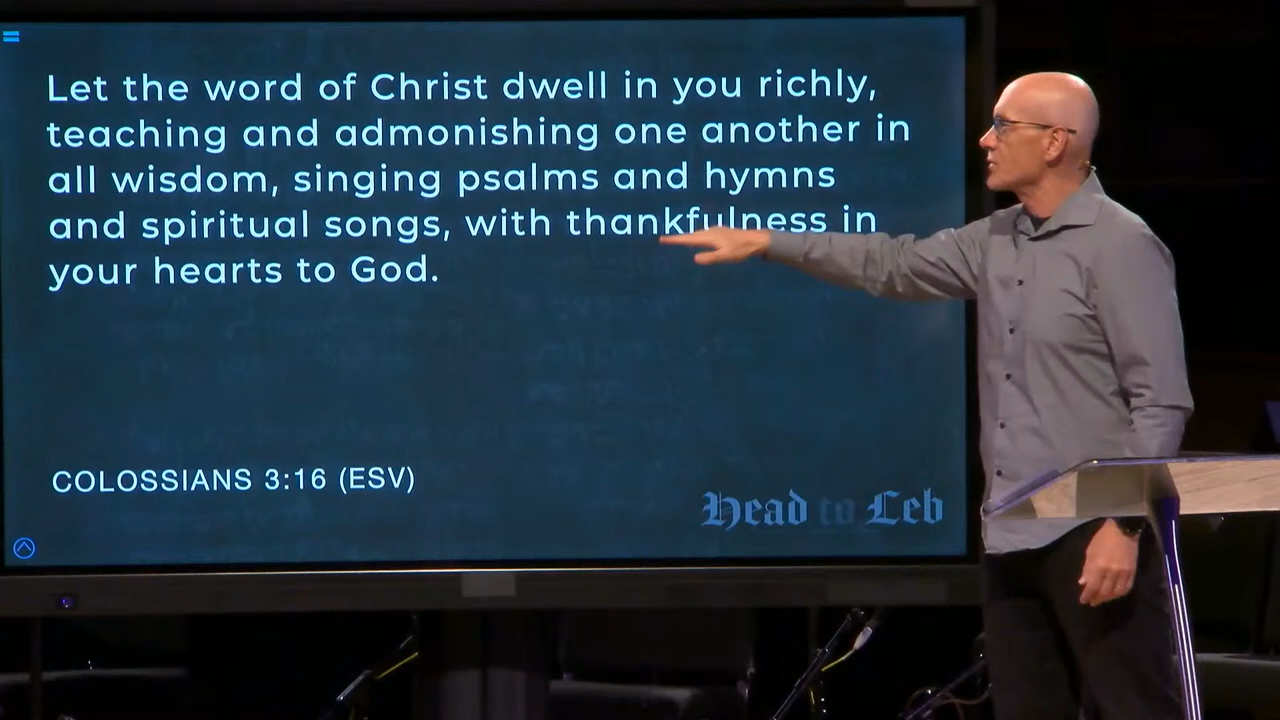 Let the word of Christ dwell in you richly,
teaching and admonishing one another in
all wisdom, singing psalms and hymns
and spiritual songs, with thankfulness in
your hearts to God.
COLOSSIANS 3:16 (ESV)
Head to Leb